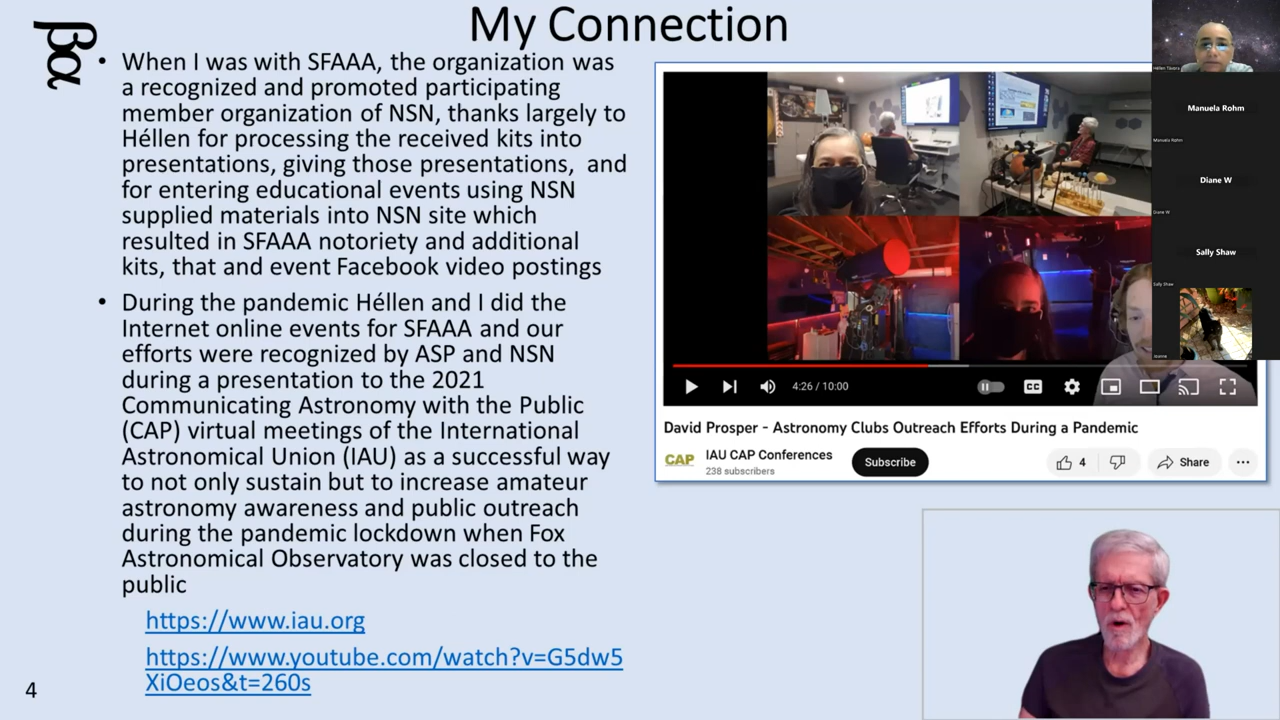 My Connection
βα
• When I was with SFAAA, the organization was
a recognized and promoted participating
member organization of NSN, thanks largely to
Héllen for processing the received kits into
presentations, giving those presentations, and
for entering educational events using NSN
supplied materials into NSN site which
resulted in SFAAA notoriety and additional
kits, that and event Facebook video postings
• During the pandemic Héllen and I did the
Internet online events for SFAAA and our
efforts were recognized by ASP and NSN
during a presentation to the 2021
Communicating Astronomy with the Public
(CAP) virtual meetings of the International
Astronomical Union (IAU) as a successful way
to not only sustain but to increase amateur
astronomy awareness and public outreach
during the pandemic lockdown when Fox
Astronomical Observatory was closed to the
public
https://www.iau.org
https://www.youtube.com/watch?v=G5dw5
XiOeos&t=260s
4
4:26 / 10:00
CC
David Prosper - Astronomy Clubs Outreach Efforts During a Pandemic
CAP
IAU CAP Conferences
238 subscribers
Subscribe
4
Share
Manuela Rohm
Manuela Rohm
Diane W
Diane W
Sally Shaw
Sally Shaw